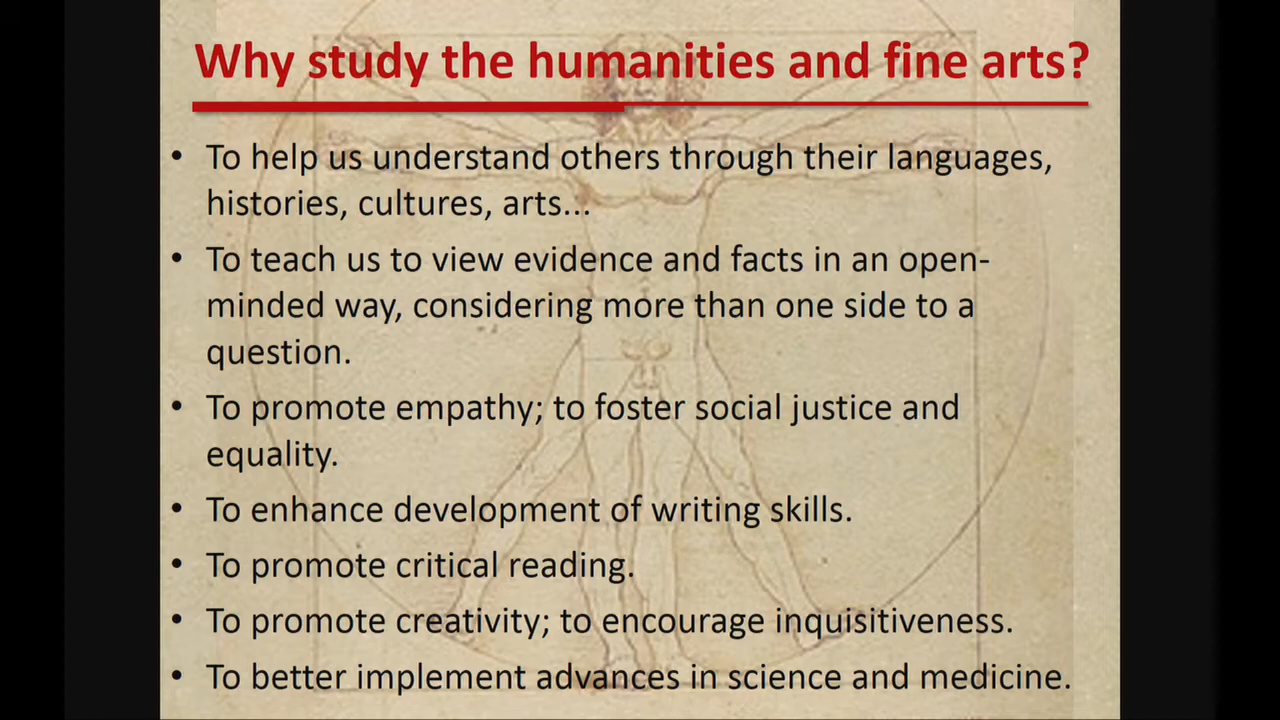 Why study the humanities and fine arts?
• To help us understand others through their languages,
histories, cultures, arts...
• To teach us to view evidence and facts in an open-
minded way, considering more than one side to a
question.
• To promote empathy; to foster social justice and
equality.
• To enhance development of writing skills.
• To promote critical reading.
• To promote creativity; to encourage inquisitiveness.
• To better implement advances in science and medicine.